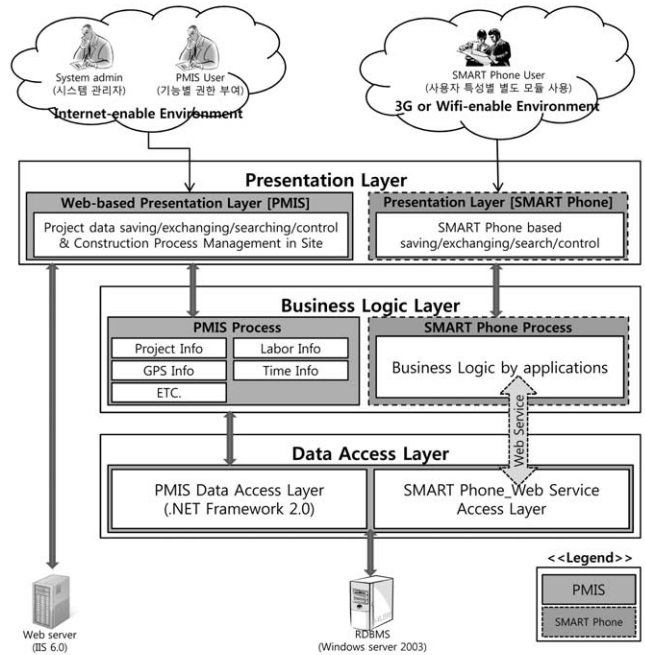 System admin
(시스템 관리자)
PMIS User
(기능별 권한 부여)
Internet-enable Environment
SMART Phone User
(사용자 특성별 별도 모듈 사용)
3G or Wifi-enable Environment
Presentation Layer
Web-based Presentation Layer [PMIS]
Project data saving/exchanging/searching/control
& Construction Process Management in Site
Presentation Layer [SMART Phone]
SMART Phone based
saving/exchanging/search/control
Business Logic Layer
PMIS Process
Project Info
Labor Info
GPS Info
Time Info
ETC.
SMART Phone Process
Business Logic by applications
Web Service
Data Access Layer
PMIS Data Access Layer
(.NET Framework 2.0)
SMART Phone_Web Service
Access Layer
Web server
(IIS 6.0)
RDBMS
(Windows server 2003)
<<Legend>>
PMIS
SMART Phone